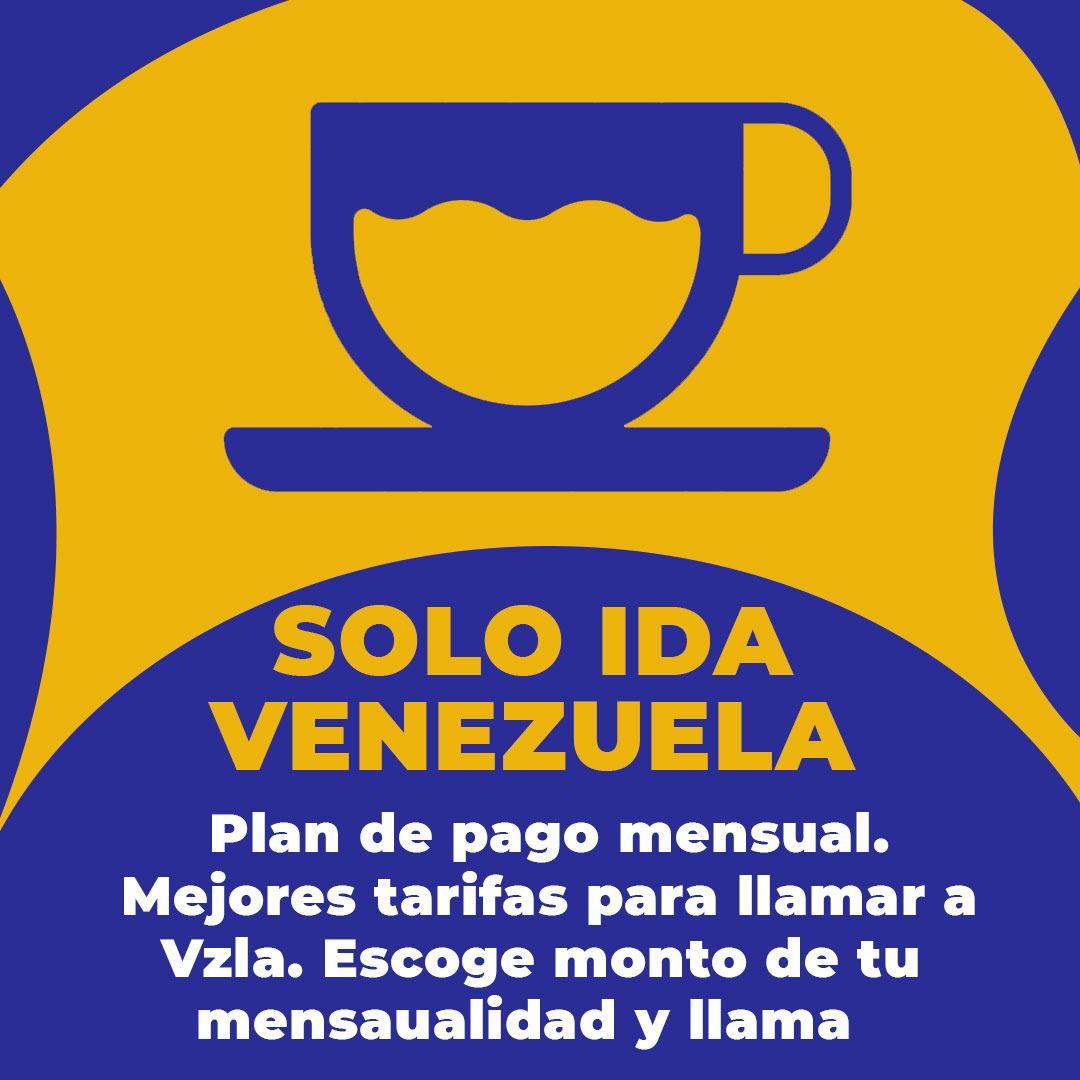 SOLO IDA
VENEZUELA
Plan de pago mensual.
Mejores tarifas para llamar a
Vzla. Escoge monto de tu
mensaualidad y llama